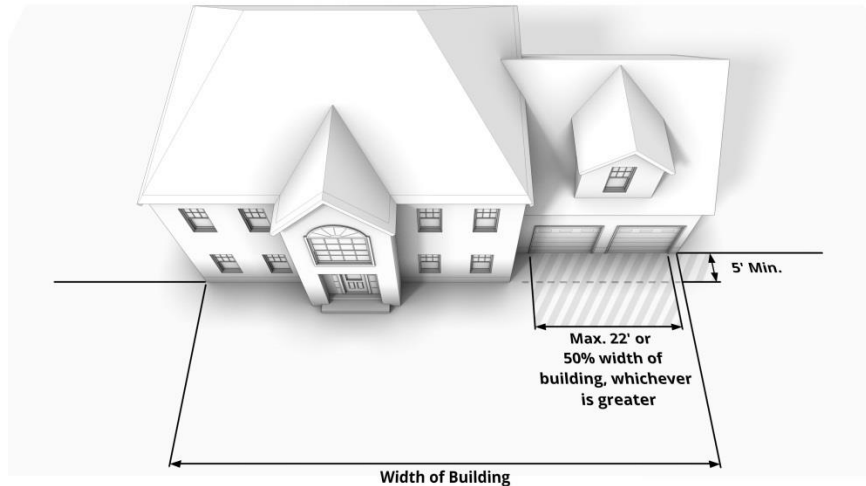 5' Min.
Max. 22' or
50% width of
building, whichever
is greater
Width of Building